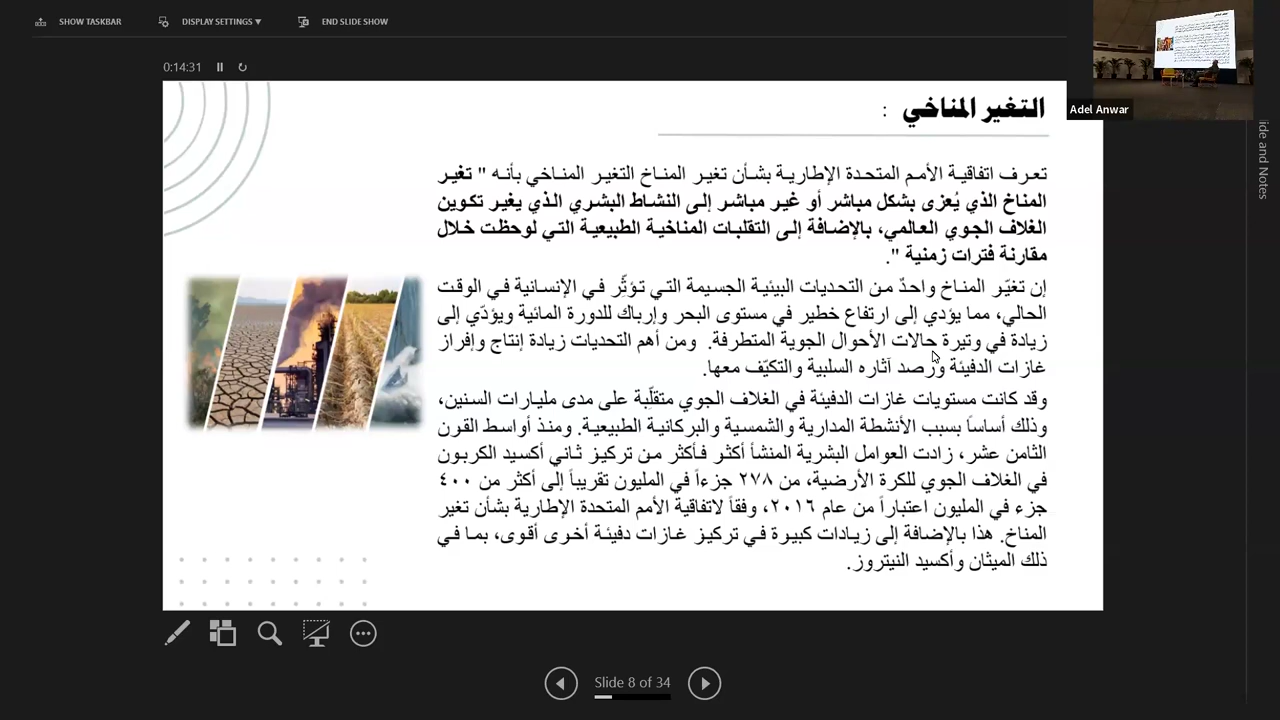 SHOW TASKBAR
DISPLAY SETTINGS ▼
END SLIDE SHOW
0:14:31
Adel Anwar
lide and Notes
التغير المناخي :
تعرف اتفاقية الأمم المتحدة الإطارية بشأن تغير المناخ التغير المناخي بأنه " تغير
المناخ الذي يُعزى بشكل مباشر أو غير مباشر إلى النشاط البشري الذي يغير تكوين
الغلاف الجوي العالمي، بالإضافة إلى التقلبات المناخية الطبيعية التي لوحظت خلال
مقارنة فترات زمنية ".
إن تغيّر المناخ واحدٌ من التحديات البيئية الجسيمة التي تؤثِّر في الإنسانية في الوقت
الحالي، مما يؤدي إلى ارتفاع خطير في مستوى البحر وإرباك للدورة المائية ويؤدّي إلى
زيادة في وتيرة حالات الأحوال الجوية المتطرفة. ومن أهم التحديات زيادة إنتاج وإفراز
غازات الدفيئة ورصد آثاره السلبية والتكيّف معها.
وقد كانت مستويات غازات الدفيئة في الغلاف الجوي متقلّبة على مدى مليارات السنين،
وذلك أساساً بسبب الأنشطة المدارية والشمسية والبركانية الطبيعية. ومنذ أواسط القرن
الثامن عشر، زادت العوامل البشرية المنشأ أكثر فأكثر من تركيز ثاني أكسيد الكربون
في الغلاف الجوي للكرة الأرضية، من ٢٧٨ جزءاً في المليون تقريباً إلى أكثر من ٤٠٠
جزء في المليون اعتباراً من عام ٢٠١٦، وفقاً لاتفاقية الأمم المتحدة الإطارية بشأن تغير
المناخ. هذا بالإضافة إلى زيادات كبيرة في تركيز غازات دفيئة أخرى أقوى، بما في
ذلك الميثان وأكسيد النيتروز.
Slide 8 of 34